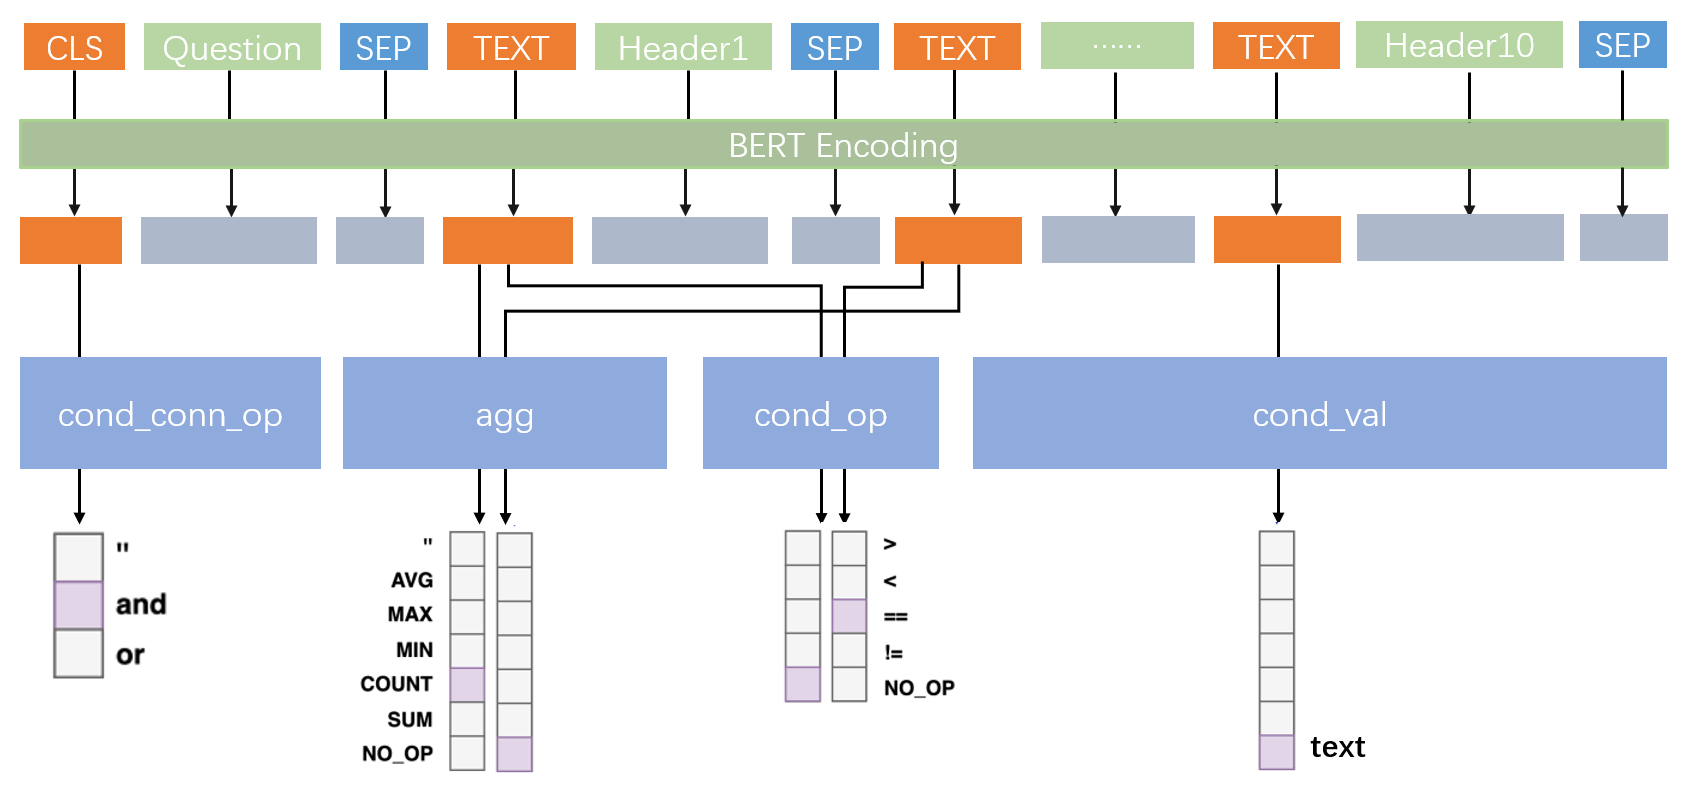 CLS Question SEP TEXT Header1 SEP TEXT ...... TEXT Header10 SEP
BERT Encoding
cond_conn_op agg cond_op cond_val
"
and
or
"
AVG
MAX
MIN
COUNT
SUM
NO_OP
>
<
==
!=
NO_OP
text